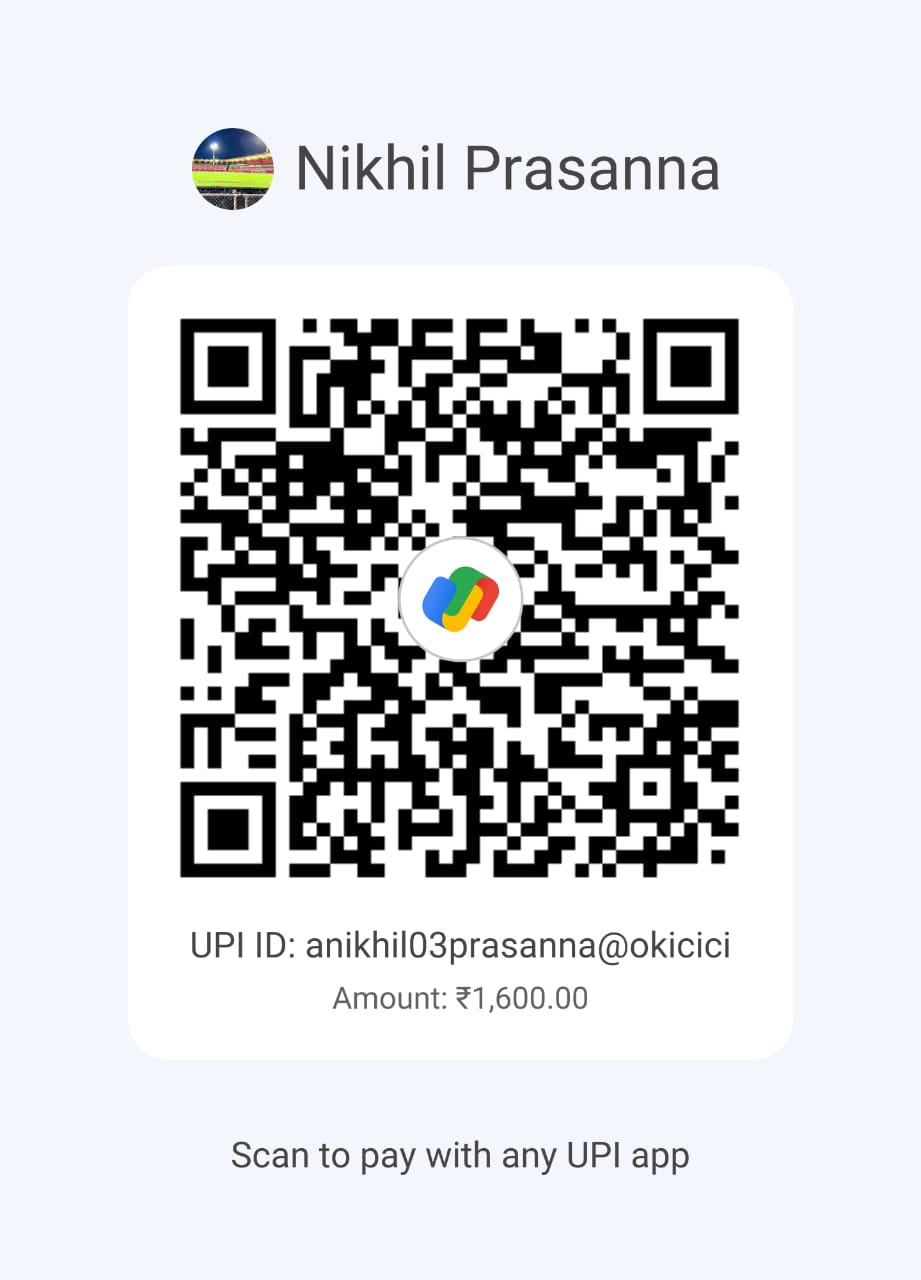 Nikhil Prasanna
UPI ID: anikhil03prasanna@okicici
Amount: ₹1,600.00
Scan to pay with any UPI app